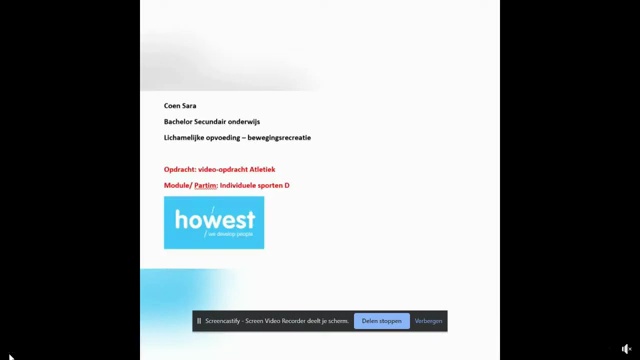 Coen Sara
Bachelor Secundair onderwijs
Lichamelijke opvoeding – bewegingsrecreatie
Opdracht: video-opdracht Atletiek
Module/ Partim: Individuele sporten D
howest
we develop people
Screencastify - Screen Video Recorder deelt je scherm. Delen stoppen Verbergen